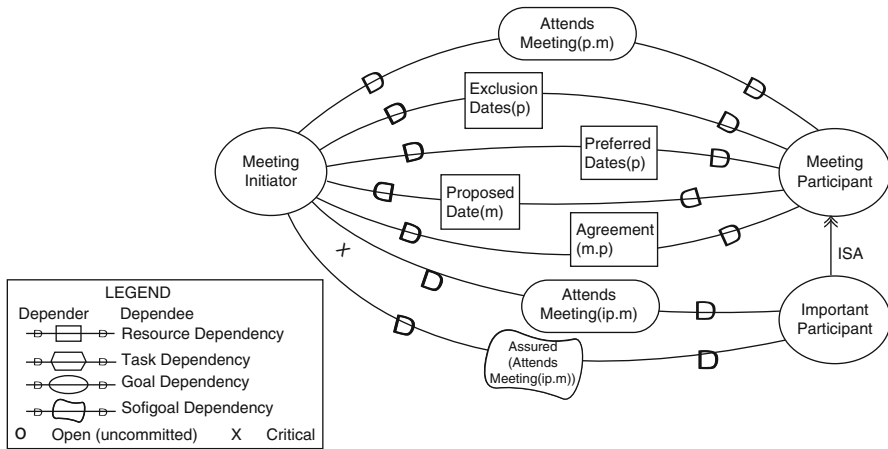 Attends
Meeting(p.m)
Exclusion
Dates(p)
Preferred
Dates(p)
Meeting
Initiator
Meeting
Participant
Proposed
Date(m)
Agreement
(m.p)
X
ISA
LEGEND
Depender Dependee
Resource Dependency
Task Dependency
Goal Dependency
Sofigoal Dependency
O Open (uncommitted) X Critical
Attends
Meeting(ip.m)
Important
Participant
Assured
(Attends
Meeting(ip.m))